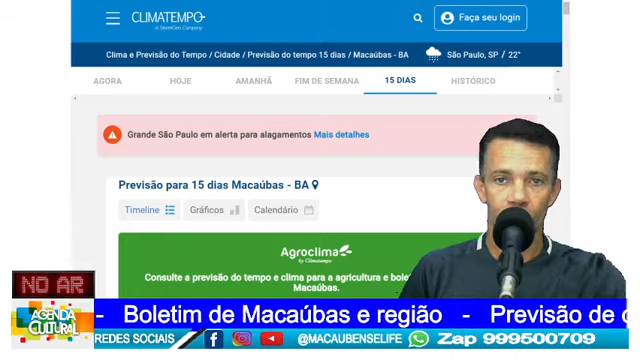 CLIMATEMPO
A StormGeo Company
Faça seu login
Clima e Previsão do Tempo / Cidade / Previsão do tempo 15 dias / Macaúbas - BA
São Paulo, SP / 22°
AGORA
HOJE
AMANHÃ
FIM DE SEMANA
15 DIAS
HISTÓRICO
Grande São Paulo em alerta para alagamentos Mais detalhes
Previsão para 15 dias Macaúbas - BA
Timeline
Gráficos
Calendário
Agroclima
by Climatempo
Consulte a previsão do tempo e clima para a agricultura e bole
Macaúbas.
NO AR
AGENDA
CULTURAL
- Boletim de Macaúbas e região - Previsão de c
REDES SOCIAIS
@MACAUBENSELIFE
Zap 999500709